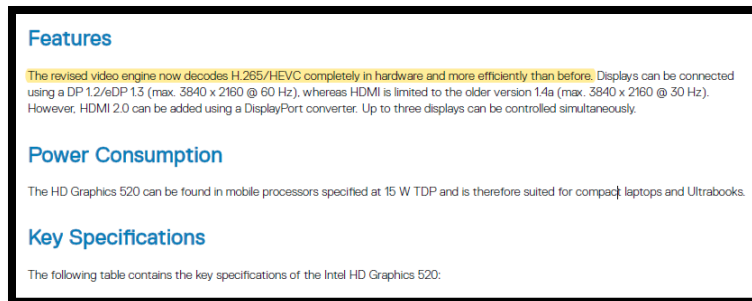 Features
The revised video engine now decodes H.265/HEVC completely in hardware and more efficiently than before. Displays can be connected
using a DP 1.2/eDP 1.3 (max. 3840 x 2160 @ 60 Hz), whereas HDMI is limited to the older version 1.4a (max. 3840 x 2160 @ 30 Hz).
However, HDMI 2.0 can be added using a DisplayPort converter. Up to three displays can be controlled simultaneously.
Power Consumption
The HD Graphics 520 can be found in mobile processors specified at 15 W TDP and is therefore suited for compact laptops and Ultrabooks.
Key Specifications
The following table contains the key specifications of the Intel HD Graphics 520: